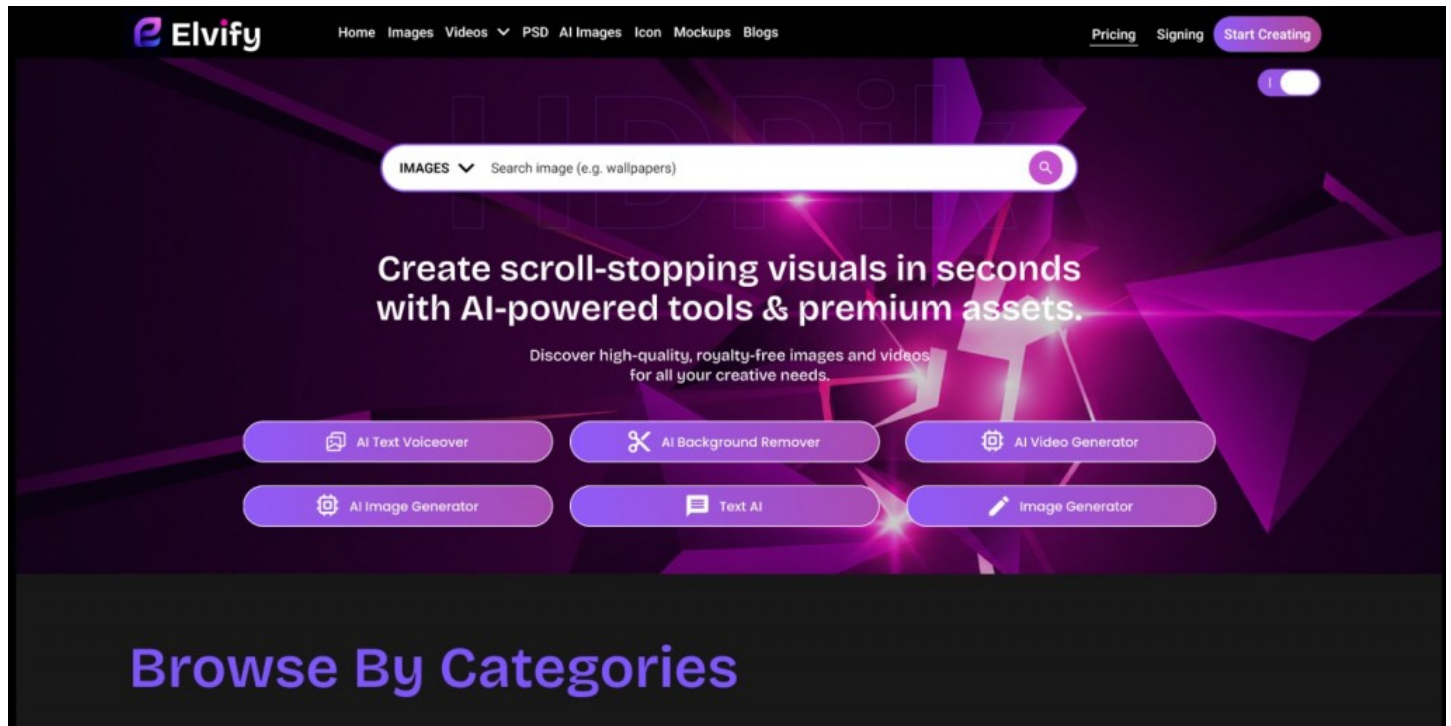 Elvify
Home Images Videos PSD AI Images Icon Mockups Blogs
Pricing Signing Start Creating
HDPik
IMAGES Search image (e.g. wallpapers)
Create scroll-stopping visuals in seconds
with AI-powered tools & premium assets.
Discover high-quality, royalty-free images and videos
for all your creative needs.
AI Text Voiceover AI Background Remover AI Video Generator
AI Image Generator Text AI Image Generator
Browse By Categories